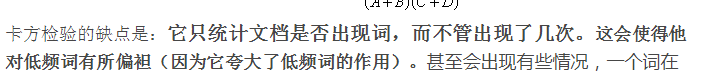 (A+B)(C+D)
卡方检验的缺点是：它只统计文档是否出现词，而不管出现了几次。这会使得他
对低频词有所偏袒（因为它夸大了低频词的作用）。甚至会出现有些情况，一个词在